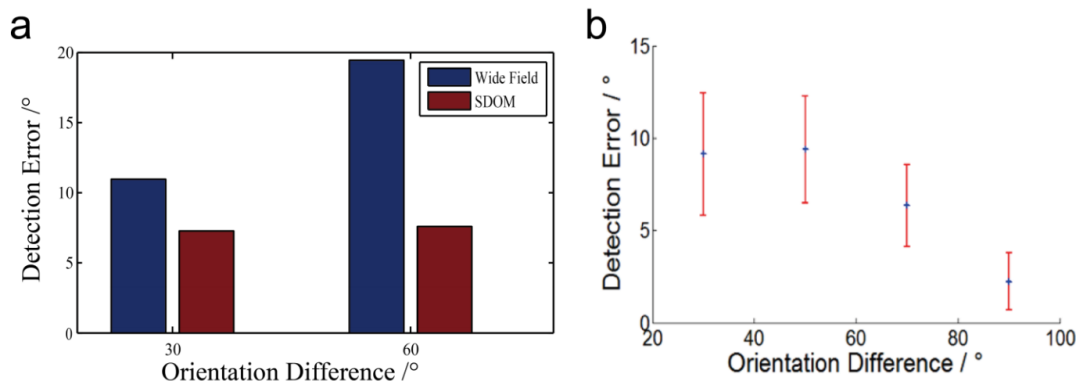 a
20
15
10
5
0
Detection Error /°
Wide Field
SDOM
30
60
Orientation Difference /°
b
15
10
5
0
Detection Error / °
20
40
60
80
100
Orientation Difference / °